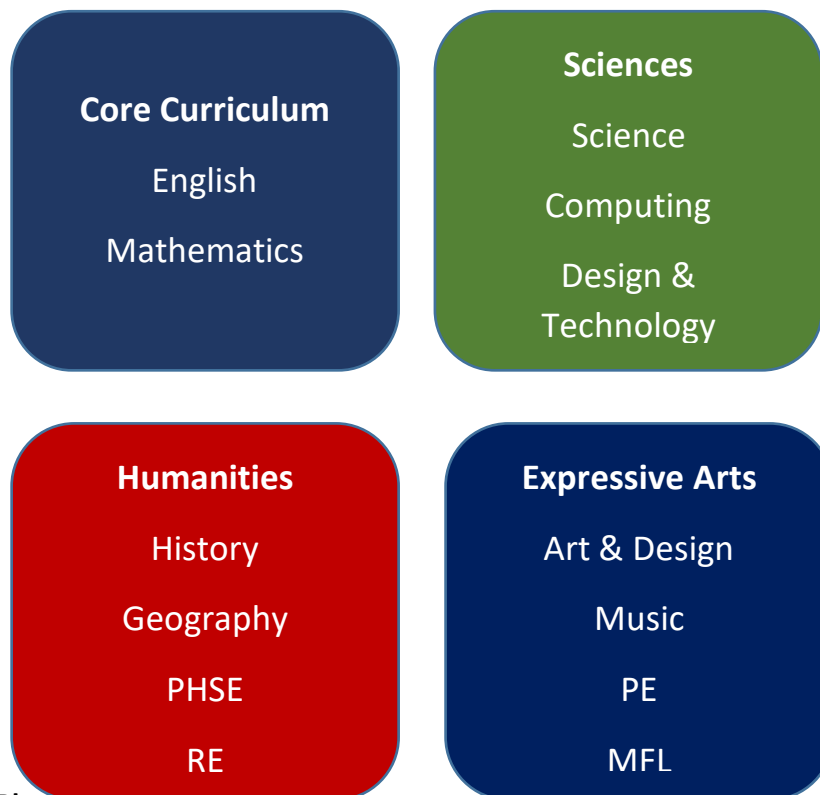 Core Curriculum
English
Mathematics
Sciences
Science
Computing
Design &
Technology
Humanities
History
Geography
PHSE
RE
Expressive Arts
Art & Design
Music
PE
MFL